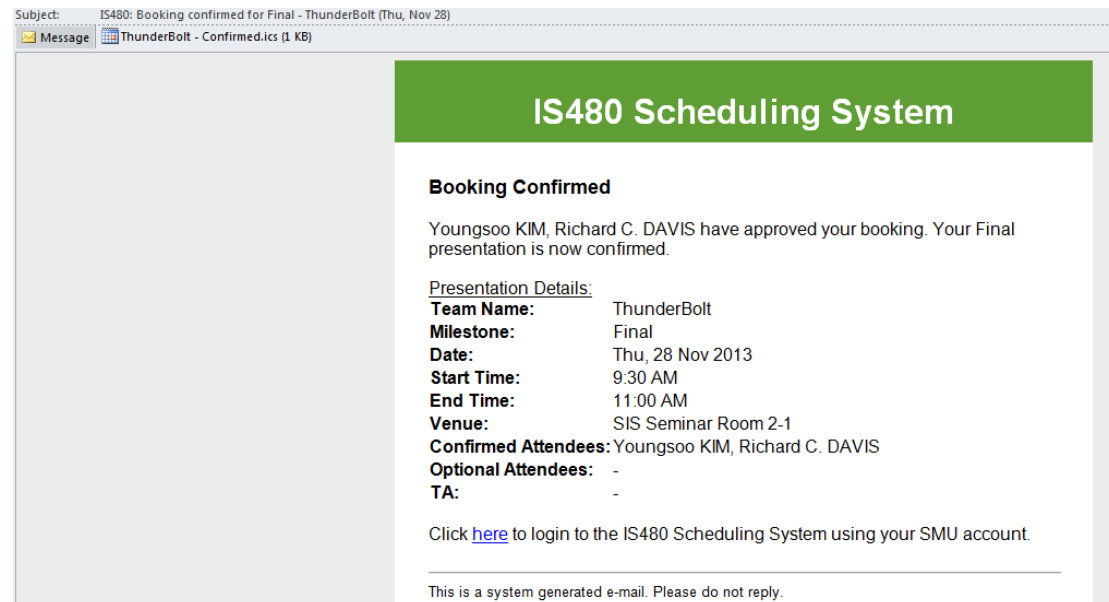 Subject: IS480: Booking confirmed for Final - ThunderBolt (Thu, Nov 28)
Message ThunderBolt - Confirmed.ics (1 KB)
IS480 Scheduling System
Booking Confirmed
Youngsoo KIM, Richard C. DAVIS have approved your booking. Your Final
presentation is now confirmed.
Presentation Details:
Team Name: ThunderBolt
Milestone: Final
Date: Thu, 28 Nov 2013
Start Time: 9:30 AM
End Time: 11:00 AM
Venue: SIS Seminar Room 2-1
Confirmed Attendees: Youngsoo KIM, Richard C. DAVIS
Optional Attendees: -
TA: -
Click here to login to the IS480 Scheduling System using your SMU account.
This is a system generated e-mail. Please do not reply.